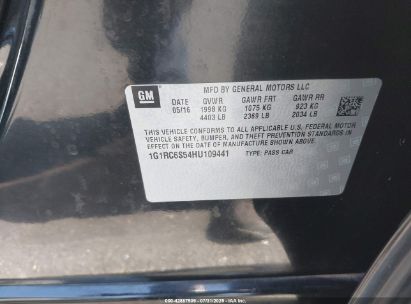 GM
MFD BY GENERAL MOTORS LLC
DATE GVWR GAWR FRT GAWR RR
05/16 1998 KG 1075 KG 923 KG
4403 LB 2369 LB 2034 LB
THIS VEHICLE CONFORMS TO ALL APPLICABLE U.S. FEDERAL MOTOR
VEHICLE SAFETY, BUMPER, AND THEFT PREVENTION STANDARDS IN
EFFECT ON THE DATE OF MANUFACTURE SHOWN ABOVE.
1G1RC6S54HU109441 TYPE: PASS CAR